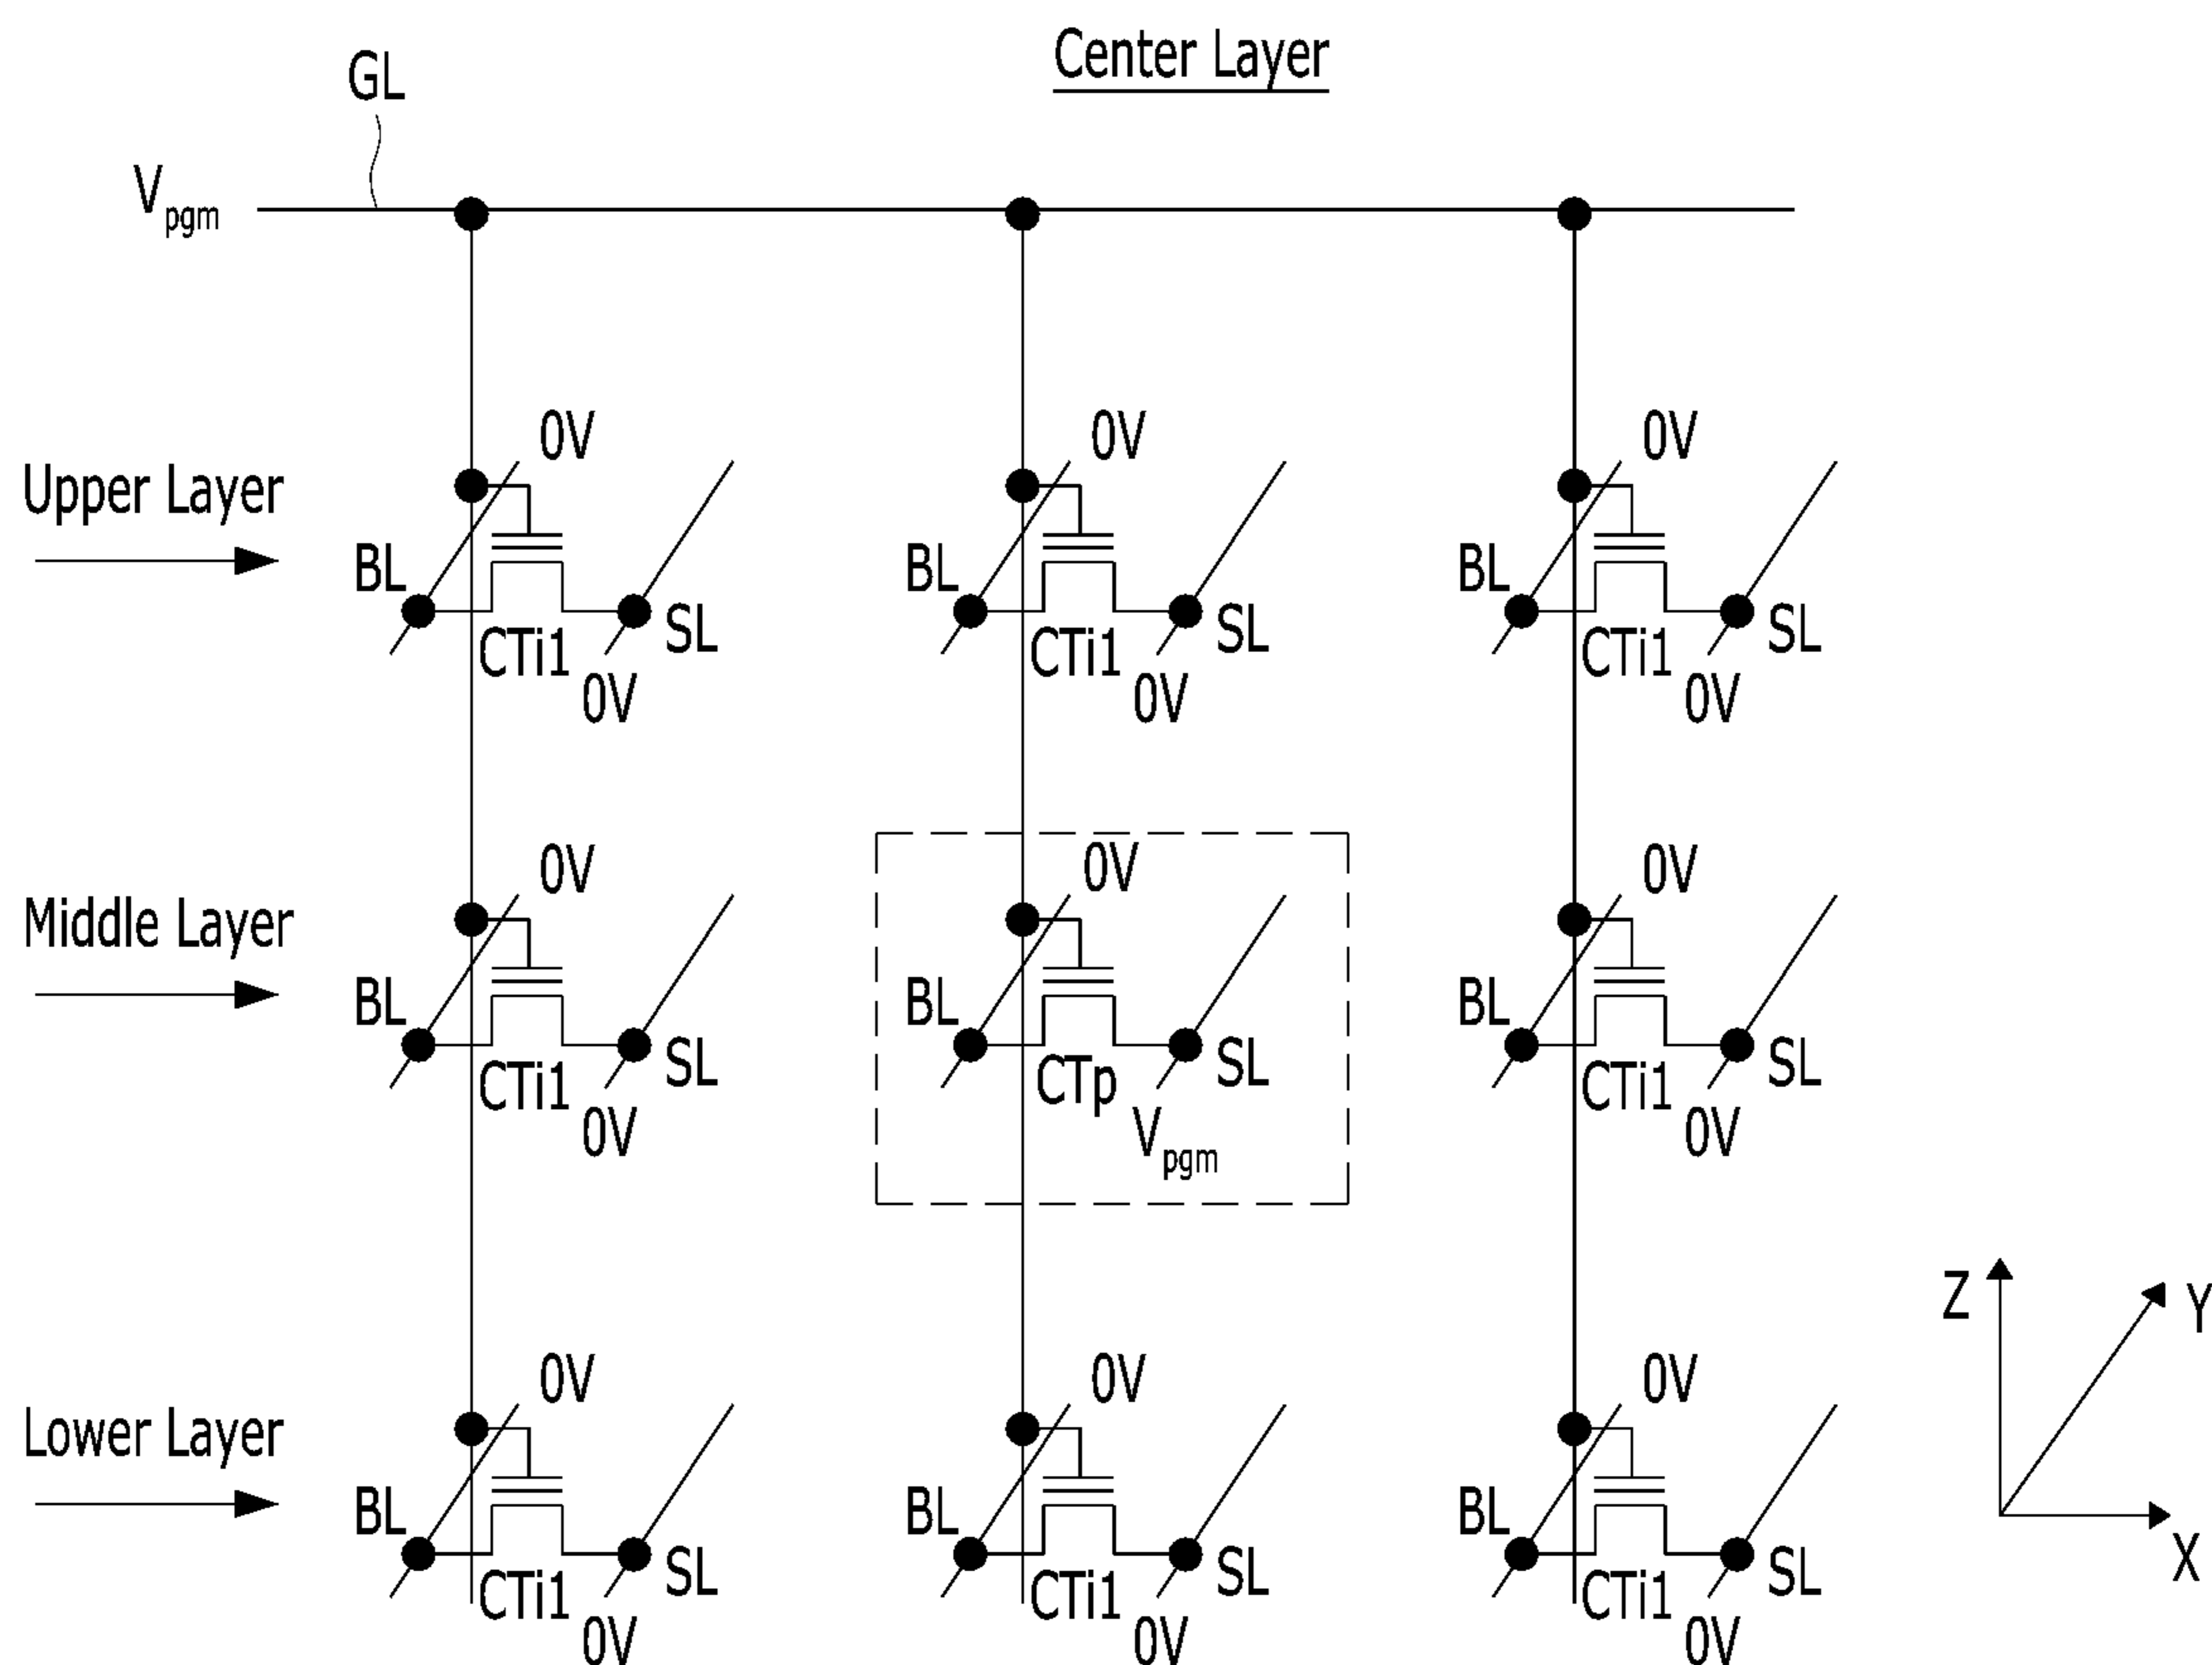 Center Layer
GL
Vpgm
0V 0V 0V
Upper Layer
BL BL BL
SL SL SL
CTi1 CTi1 CTi1
0V 0V 0V
0V 0V 0V
Middle Layer
BL BL BL
SL SL SL
CTi1 CTp CTi1
0V Vpgm 0V
Z
Y
0V 0V 0V
Lower Layer
BL BL BL
X
SL SL SL
CTi1 CTi1 CTi1
0V 0V 0V